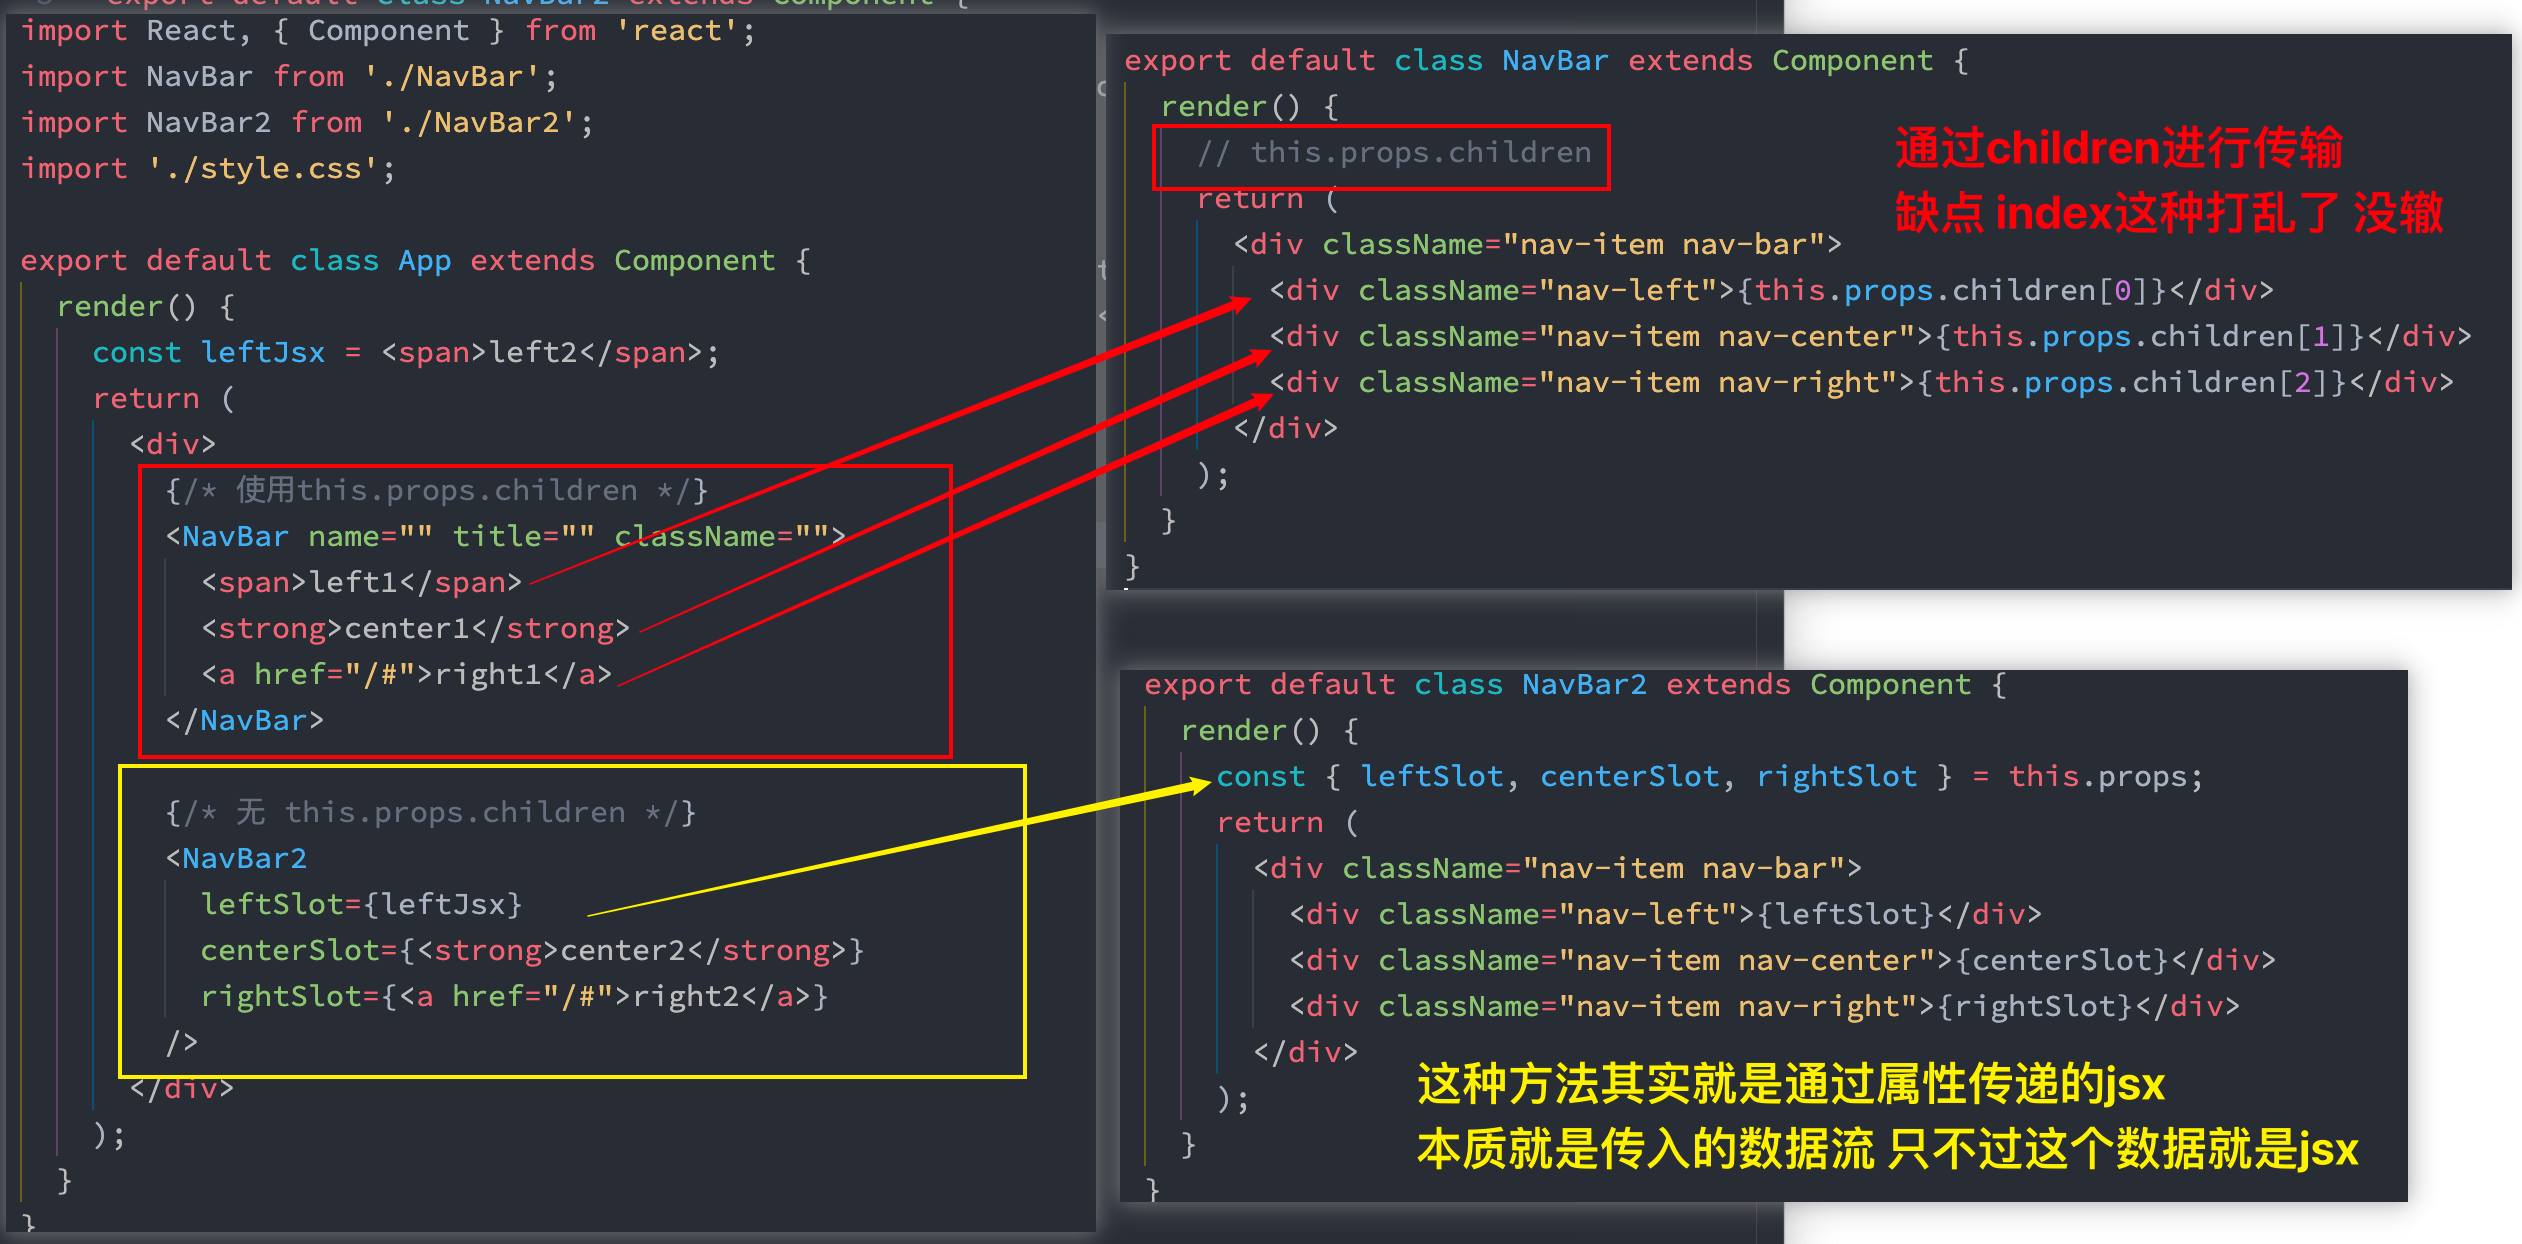 import React, { Component } from 'react';
import NavBar from './NavBar';
import NavBar2 from './NavBar2';
import './style.css';
export default class App extends Component {
render() {
const leftJsx = <span>left2</span>;
return (
<div>
{/* 使用this.props.children */}
<NavBar name="" title="" className="">
<span>left1</span>
<strong>center1</strong>
<a href="/#">right1</a>
</NavBar>
{/* 无 this.props.children */}
<NavBar2
leftSlot={leftJsx}
centerSlot={<strong>center2</strong>}
rightSlot={<a href="/#">right2</a>}
/>
</div>
);
}
}
export default class NavBar extends Component {
render() {
// this.props.children
return (
<div className="nav-item nav-bar">
<div className="nav-left">{this.props.children[0]}</div>
<div className="nav-item nav-center">{this.props.children[1]}</div>
<div className="nav-item nav-right">{this.props.children[2]}</div>
</div>
);
}
}
通过children进行传输
缺点 index这种打乱了 没辙
export default class NavBar2 extends Component {
render() {
const { leftSlot, centerSlot, rightSlot } = this.props;
return (
<div className="nav-item nav-bar">
<div className="nav-left">{leftSlot}</div>
<div className="nav-item nav-center">{centerSlot}</div>
<div className="nav-item nav-right">{rightSlot}</div>
</div>
);
}
}
这种方法其实就是通过属性传递的jsx
本质就是传入的数据流 只不过这个数据就是jsx